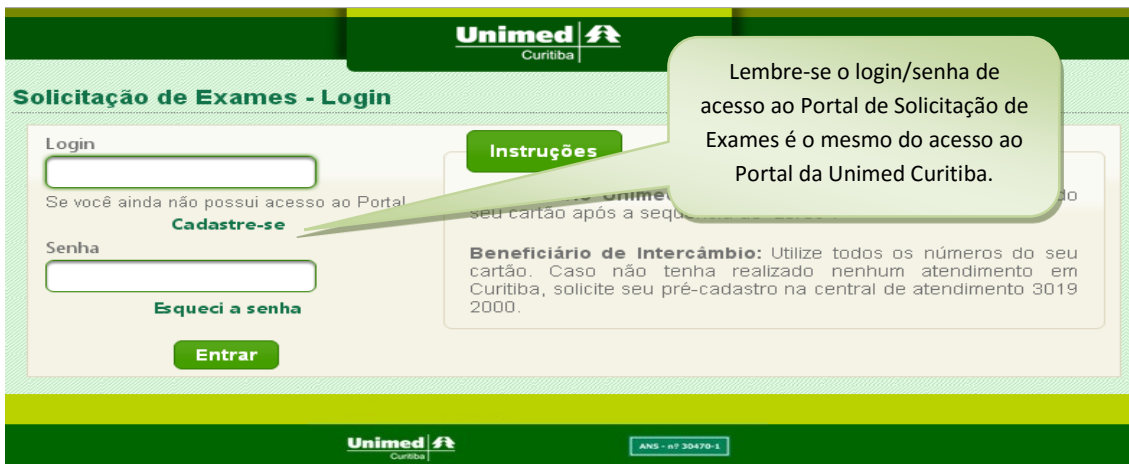 Unimed
Curitiba
Lembre-se o login/senha de
acesso ao Portal de Solicitação de
Exames é o mesmo do acesso ao
Portal da Unimed Curitiba.
Solicitação de Exames - Login
Login
Se você ainda não possui acesso ao Portal
Cadastre-se
Senha
Esqueci a senha
Entrar
Instruções
seu cartão após a
Beneficiário de Intercâmbio: Utilize todos os números do seu
cartão. Caso não tenha realizado nenhum atendimento em
Curitiba, solicite seu pré-cadastro na central de atendimento 3019
2000.
Unimed
Curitiba
ANS - nº 30470-1